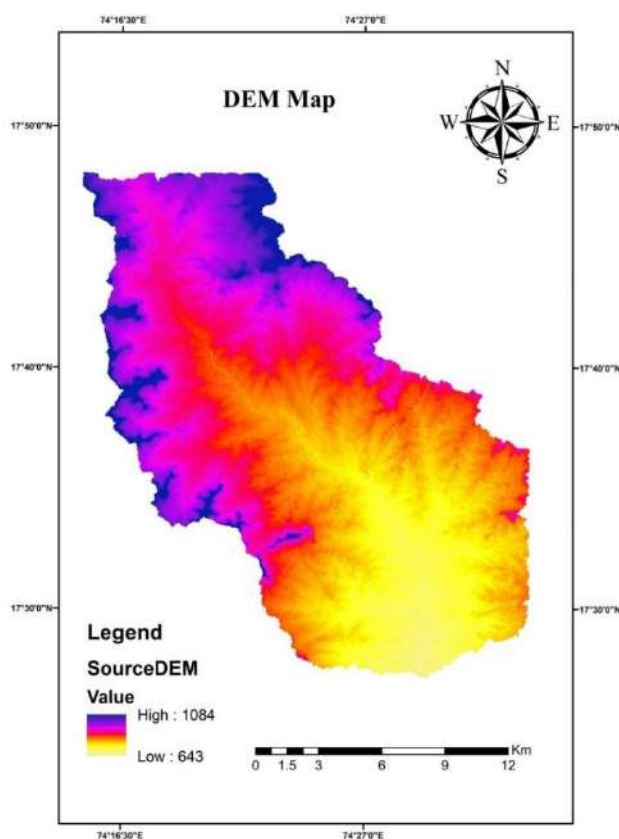 74°16'30"E 74°27'0"E
DEM Map
N
W E
S
17°50'0"N 17°50'0"N
17°40'0"N 17°40'0"N
17°30'0"N 17°30'0"N
Legend
SourceDEM
Value
High : 1084
Low : 643
Km
0 1.5 3 6 9 12
74°16'30"E 74°27'0"E